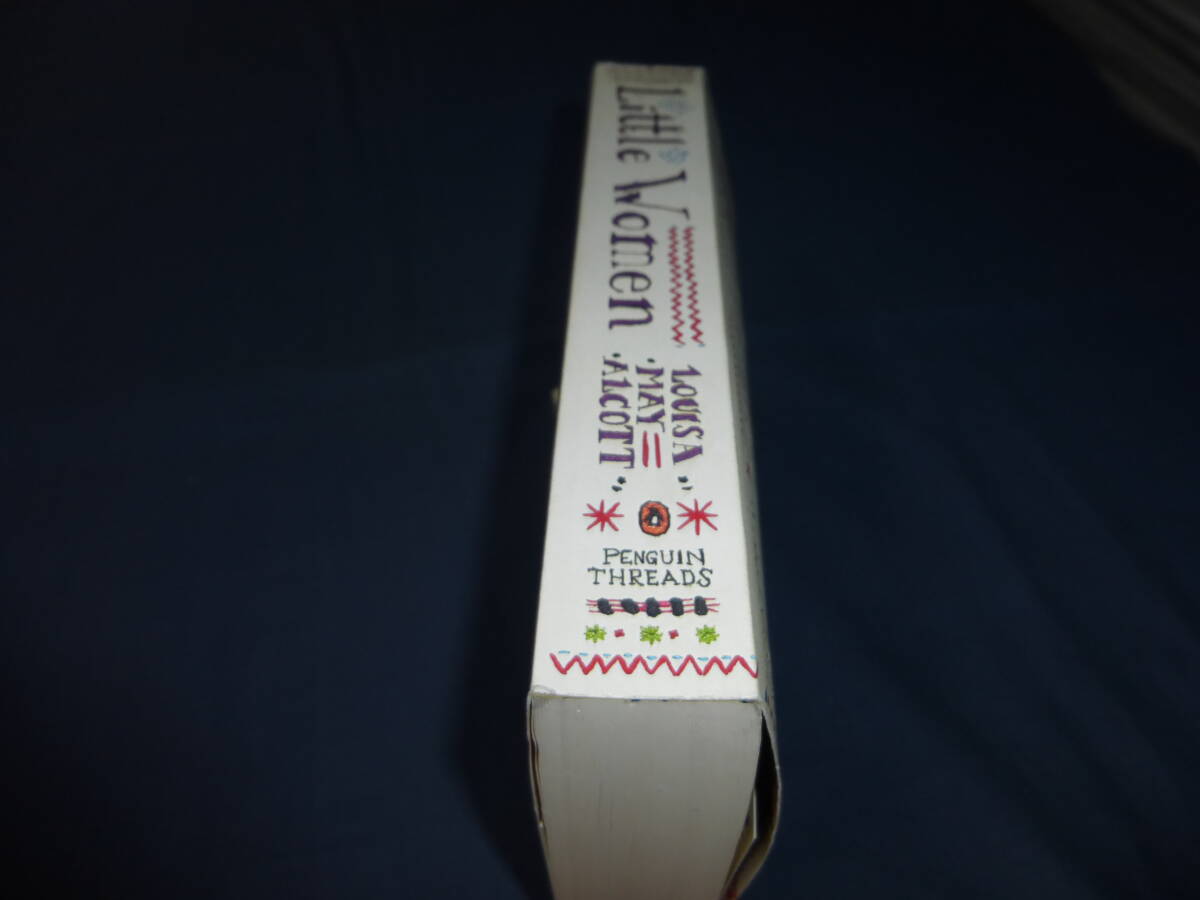 Little Women
LOUISA
MAY
ALCOTT
PENGUIN
THREADS